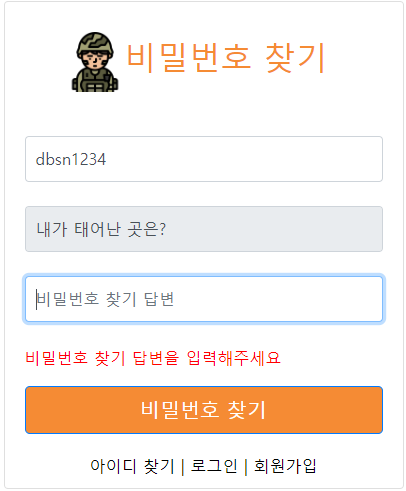 비밀번호 찾기
dbsn1234
내가 태어난 곳은?
비밀번호 찾기 답변
비밀번호 찾기 답변을 입력해주세요
비밀번호 찾기
아이디 찾기 | 로그인 | 회원가입